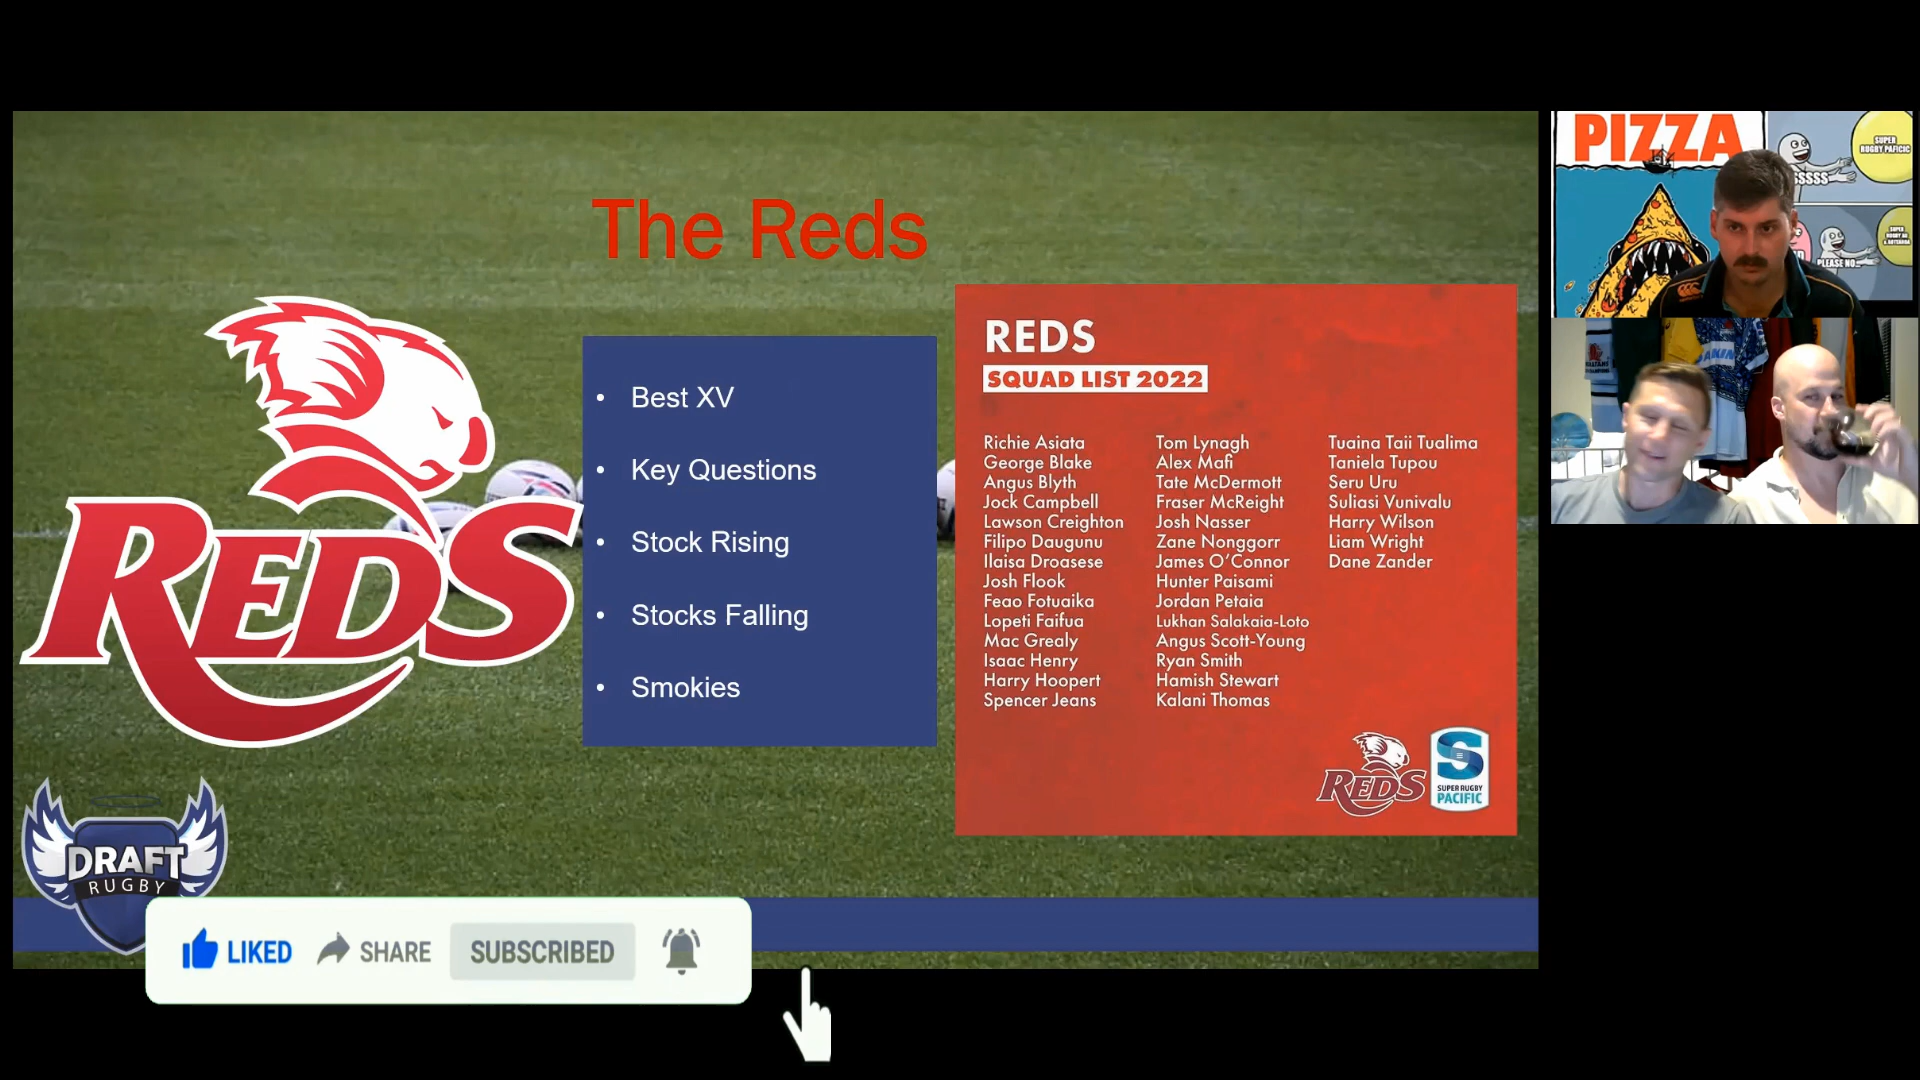 The Reds
REDS
• Best XV
• Key Questions
• Stock Rising
• Stocks Falling
• Smokies
REDS
SQUAD LIST 2022
Richie Asiata
George Blake
Angus Blyth
Jock Campbell
Lawson Creighton
Filipo Daugunu
Ilaisa Droasese
Josh Flook
Feao Fotuaika
Lopeti Faifua
Mac Grealy
Isaac Henry
Harry Hoopert
Spencer Jeans
Tom Lynagh
Alex Mafi
Tate McDermott
Fraser McReight
Josh Nasser
Zane Nonggorr
James O'Connor
Hunter Paisami
Jordan Petaia
Lukhan Salakaia-Loto
Angus Scott-Young
Ryan Smith
Hamish Stewart
Kalani Thomas
Tuaina Taii Tualima
Taniela Tupou
Seru Uru
Suliasi Vunivalu
Harry Wilson
Liam Wright
Dane Zander
REDS
SUPER RUGBY
PACIFIC
DRAFT
RUGBY
LIKED
SHARE
SUBSCRIBED
PIZZA
SUPER
RUGBY PAFICIC
SSSSS
PLEASE NO...